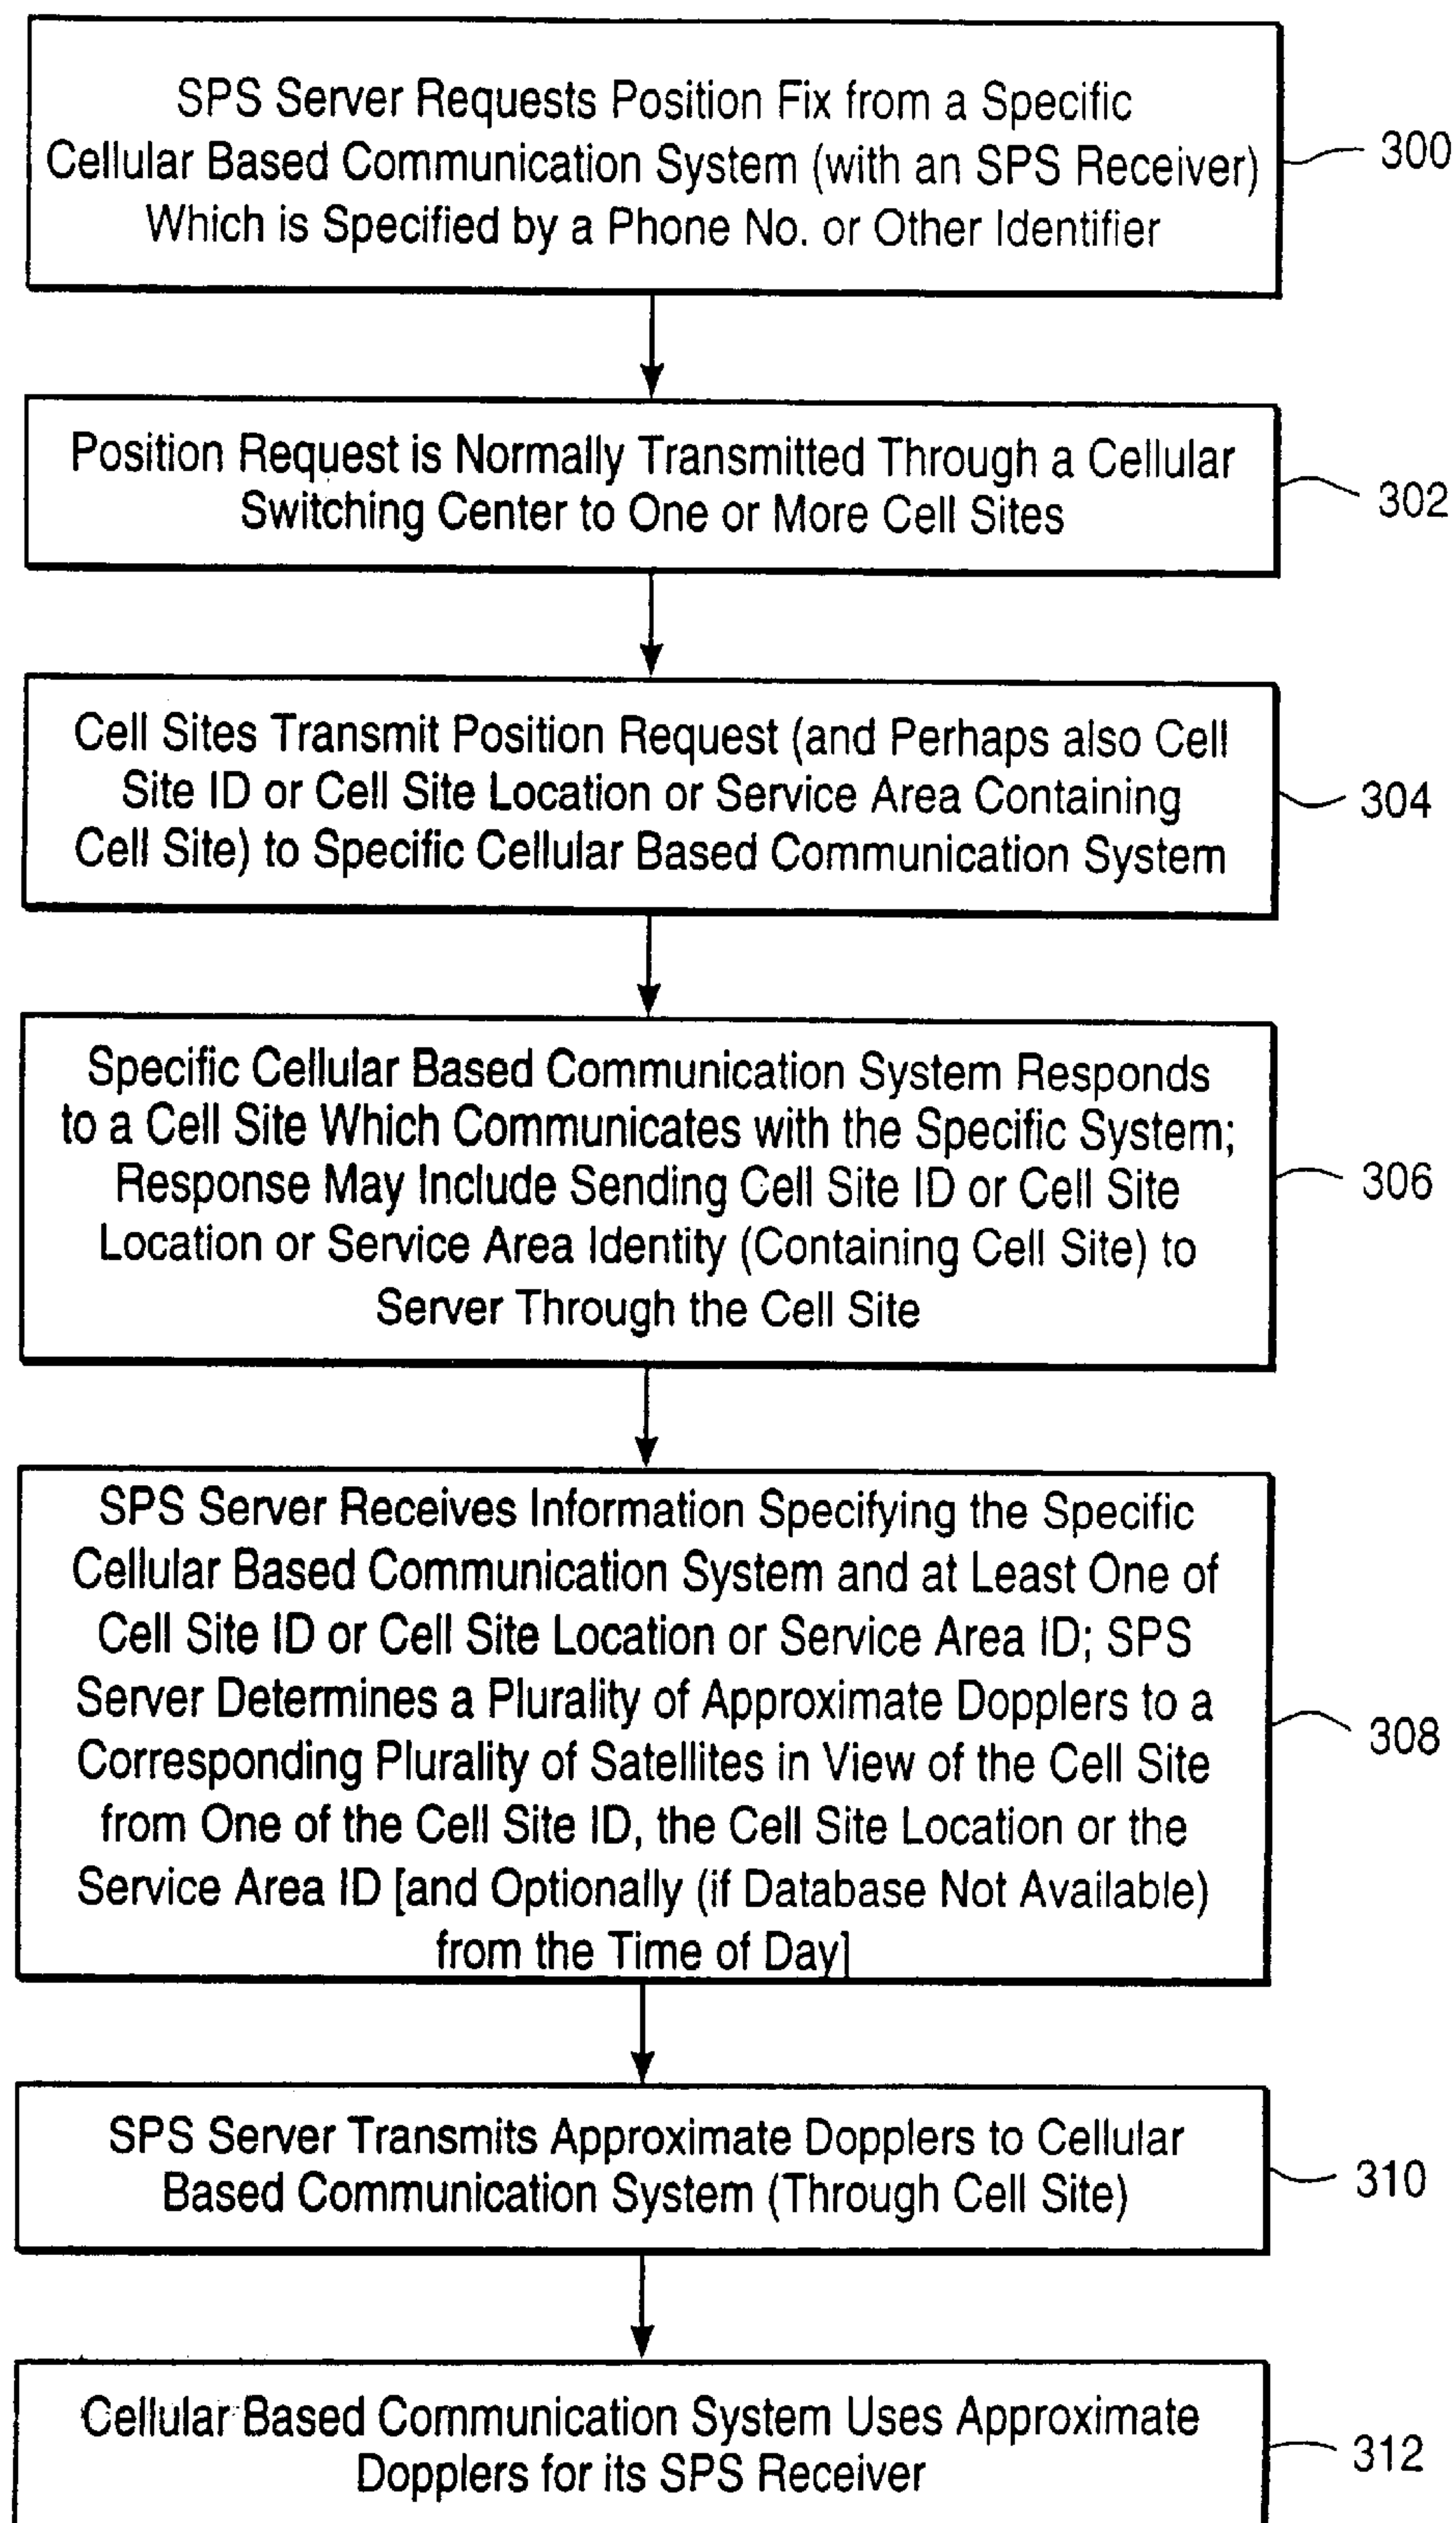 SPS Server Requests Position Fix from a Specific
Cellular Based Communication System (with an SPS Receiver)
Which is Specified by a Phone No. or Other Identifier
300
Position Request is Normally Transmitted Through a Cellular
Switching Center to One or More Cell Sites
302
Cell Sites Transmit Position Request (and Perhaps also Cell
Site ID or Cell Site Location or Service Area Containing
Cell Site) to Specific Cellular Based Communication System
304
Specific Cellular Based Communication System Responds
to a Cell Site Which Communicates with the Specific System;
Response May Include Sending Cell Site ID or Cell Site
Location or Service Area Identity (Containing Cell Site) to
Server Through the Cell Site
306
SPS Server Receives Information Specifying the Specific
Cellular Based Communication System and at Least One of
Cell Site ID or Cell Site Location or Service Area ID; SPS
Server Determines a Plurality of Approximate Dopplers to a
Corresponding Plurality of Satellites in View of the Cell Site
from One of the Cell Site ID, the Cell Site Location or the
Service Area ID [and Optionally (if Database Not Available)
from the Time of Day]
308
SPS Server Transmits Approximate Dopplers to Cellular
Based Communication System (Through Cell Site)
310
Cellular Based Communication System Uses Approximate
Dopplers for its SPS Receiver
312